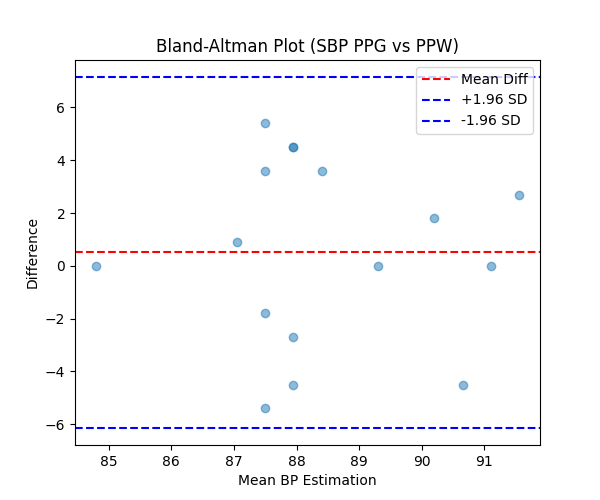 Bland-Altman Plot (SBP PPG vs PPW)
Mean Diff
+1.96 SD
-1.96 SD
Difference
6
4
2
0
−2
−4
−6
85 86 87 88 89 90 91
Mean BP Estimation